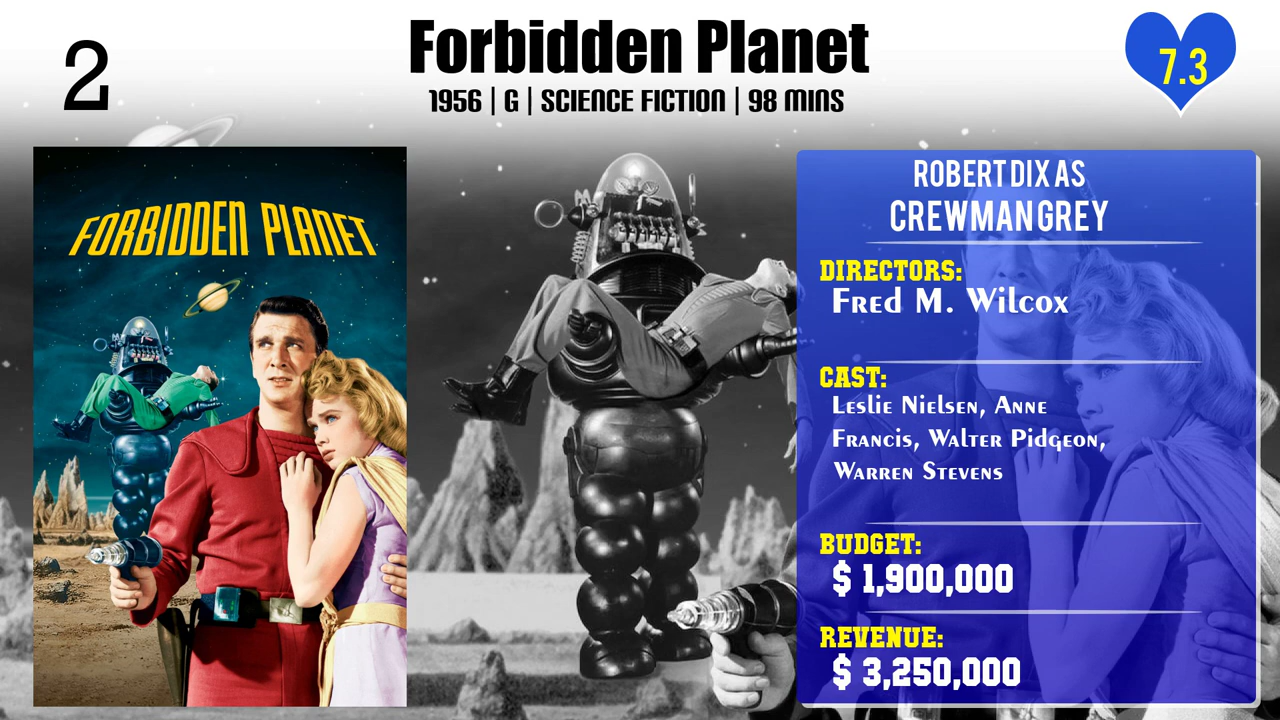 2
Forbidden Planet
1956 | G | SCIENCE FICTION | 98 MINS
7.3
FORBIDDEN PLANET
ROBERT DIX AS
CREWMAN GREY
DIRECTORS:
Fred M. Wilcox
CAST:
Leslie Nielsen, Anne
Francis, Walter Pidgeon,
Warren Stevens
BUDGET:
$ 1,900,000
REVENUE:
$ 3,250,000